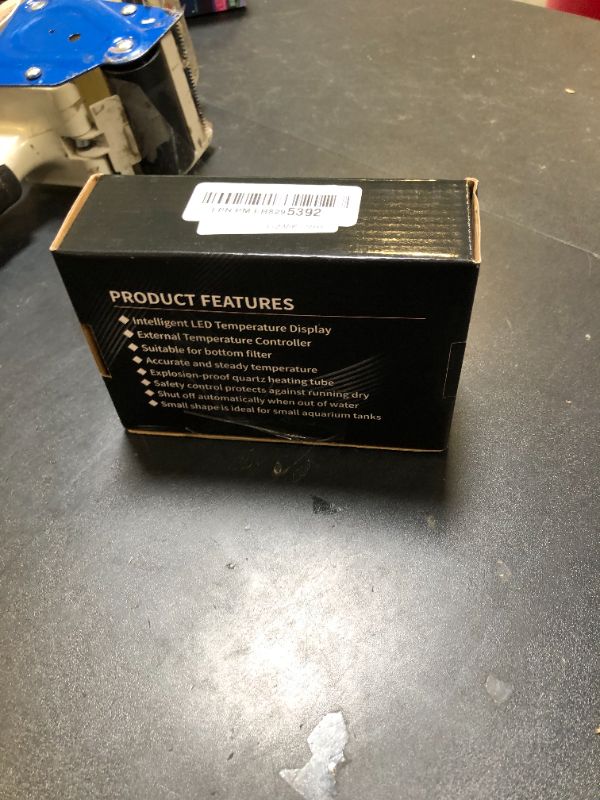 5392
PRODUCT FEATURES
Intelligent LED Temperature Display
External Temperature Controller
Suitable for bottom filter
Accurate and steady temperature
Explosion-proof quartz heating tube
Safety control protects against running dry
Shut off automatically when out of water
Small shape is ideal for small aquarium tanks